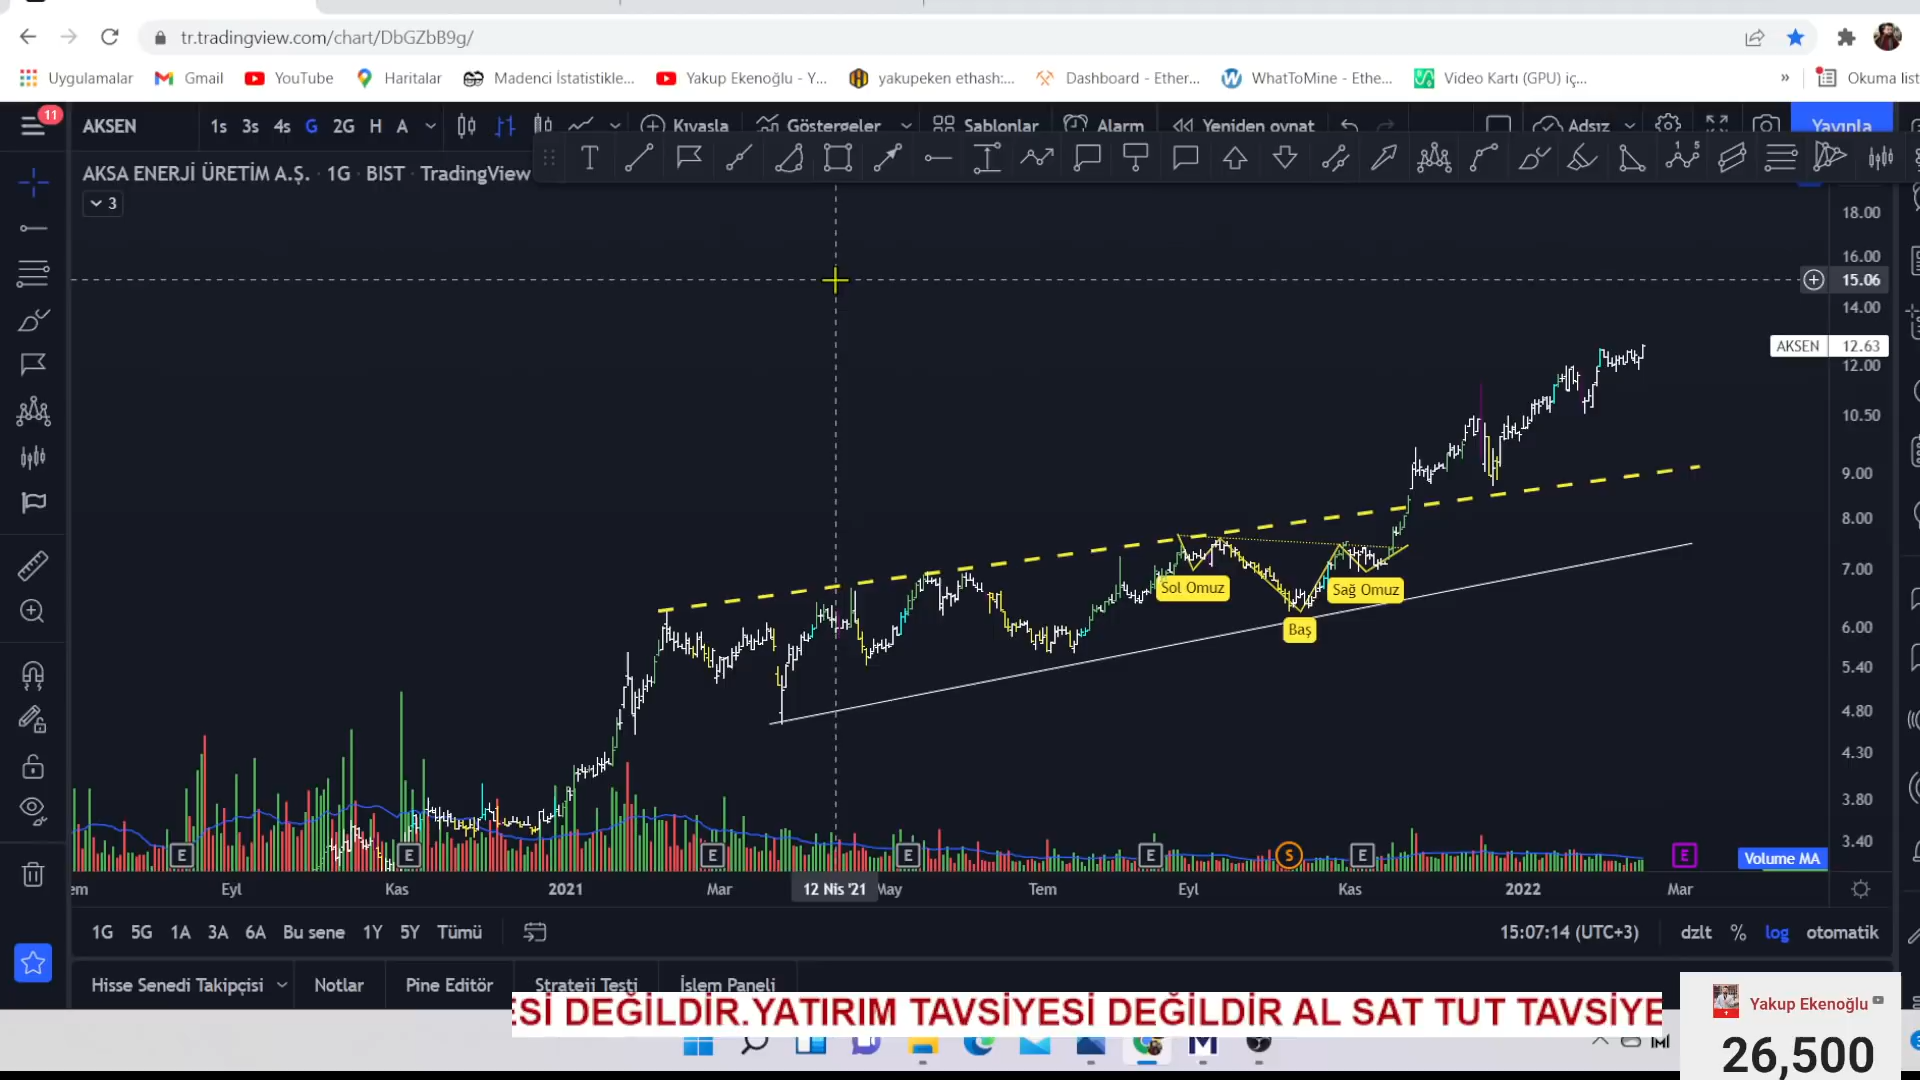 tr.tradingview.com/chart/DbGZbB9g/
Uygulamalar Gmail YouTube Haritalar Madenci İstatistikle... Yakup Ekenoğlu - Y... yakupeken ethash:... Dashboard - Ether... WhatToMine - Ethe... Video Kartı (GPU) iç... » Okuma list
11
AKSEN 1s 3s 4s G 2G H A Kıyasla Göstergeler Şablonlar Alarm Yeniden oynat Adsız Yayınla
AKSA ENERJİ ÜRETİM A.Ş. · 1G · BIST · TradingView
3
18.00
16.00
15.06
14.00
AKSEN 12.63
12.00
10.50
9.00
8.00
7.00
Sol Omuz Sağ Omuz
Baş 6.00
5.40
4.80
4.30
3.80
3.40
E E E E E S E E Volume MA
Eyl Kas 2021 Mar 12 Nis '21 May Tem Eyl Kas 2022 Mar
1G 5G 1A 3A 6A Bu sene 1Y 5Y Tümü 15:07:14 (UTC+3) dzlt % log otomatik
Hisse Senedi Takipçisi Notlar Pine Editör Strateji Testi İşlem Paneli
Sİ DEĞİLDİR.YATIRIM TAVSİYESİ DEĞİLDİR AL SAT TUT TAVSİYE
Yakup Ekenoğlu
26,500